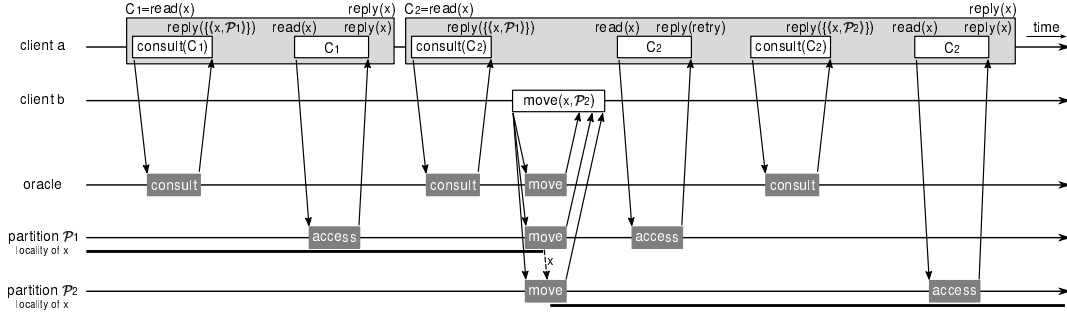 C1=read(x) reply(x) C2=read(x) reply(x)
reply({(x,P1)}) read(x) reply(x) reply({(x,P1)}) read(x) reply(retry) reply({(x,P2)}) read(x) reply(x) time
client a consult(C1) C1 consult(C2) C2 consult(C2) C2
client b move(x,P2)
oracle consult consult move consult
partition P1 access move access
locality of x
x
partition P2 move access
locality of x